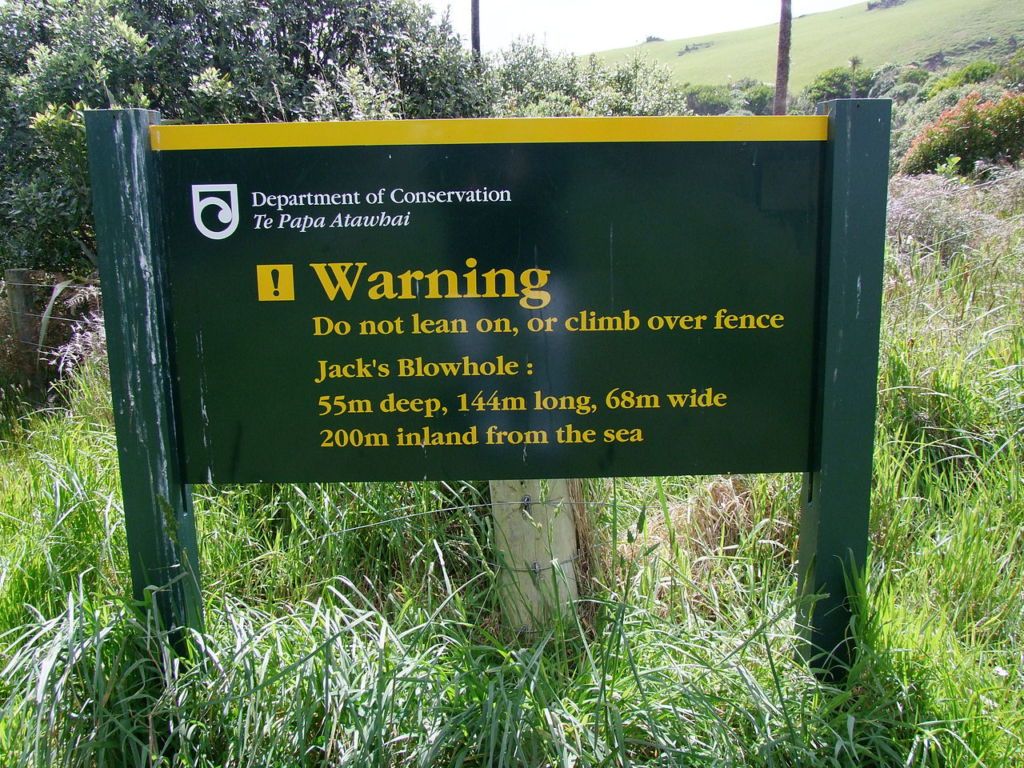 Department of Conservation
Te Papa Atawhai
! Warning
Do not lean on, or climb over fence
Jack's Blowhole :
55m deep, 144m long, 68m wide
200m inland from the sea